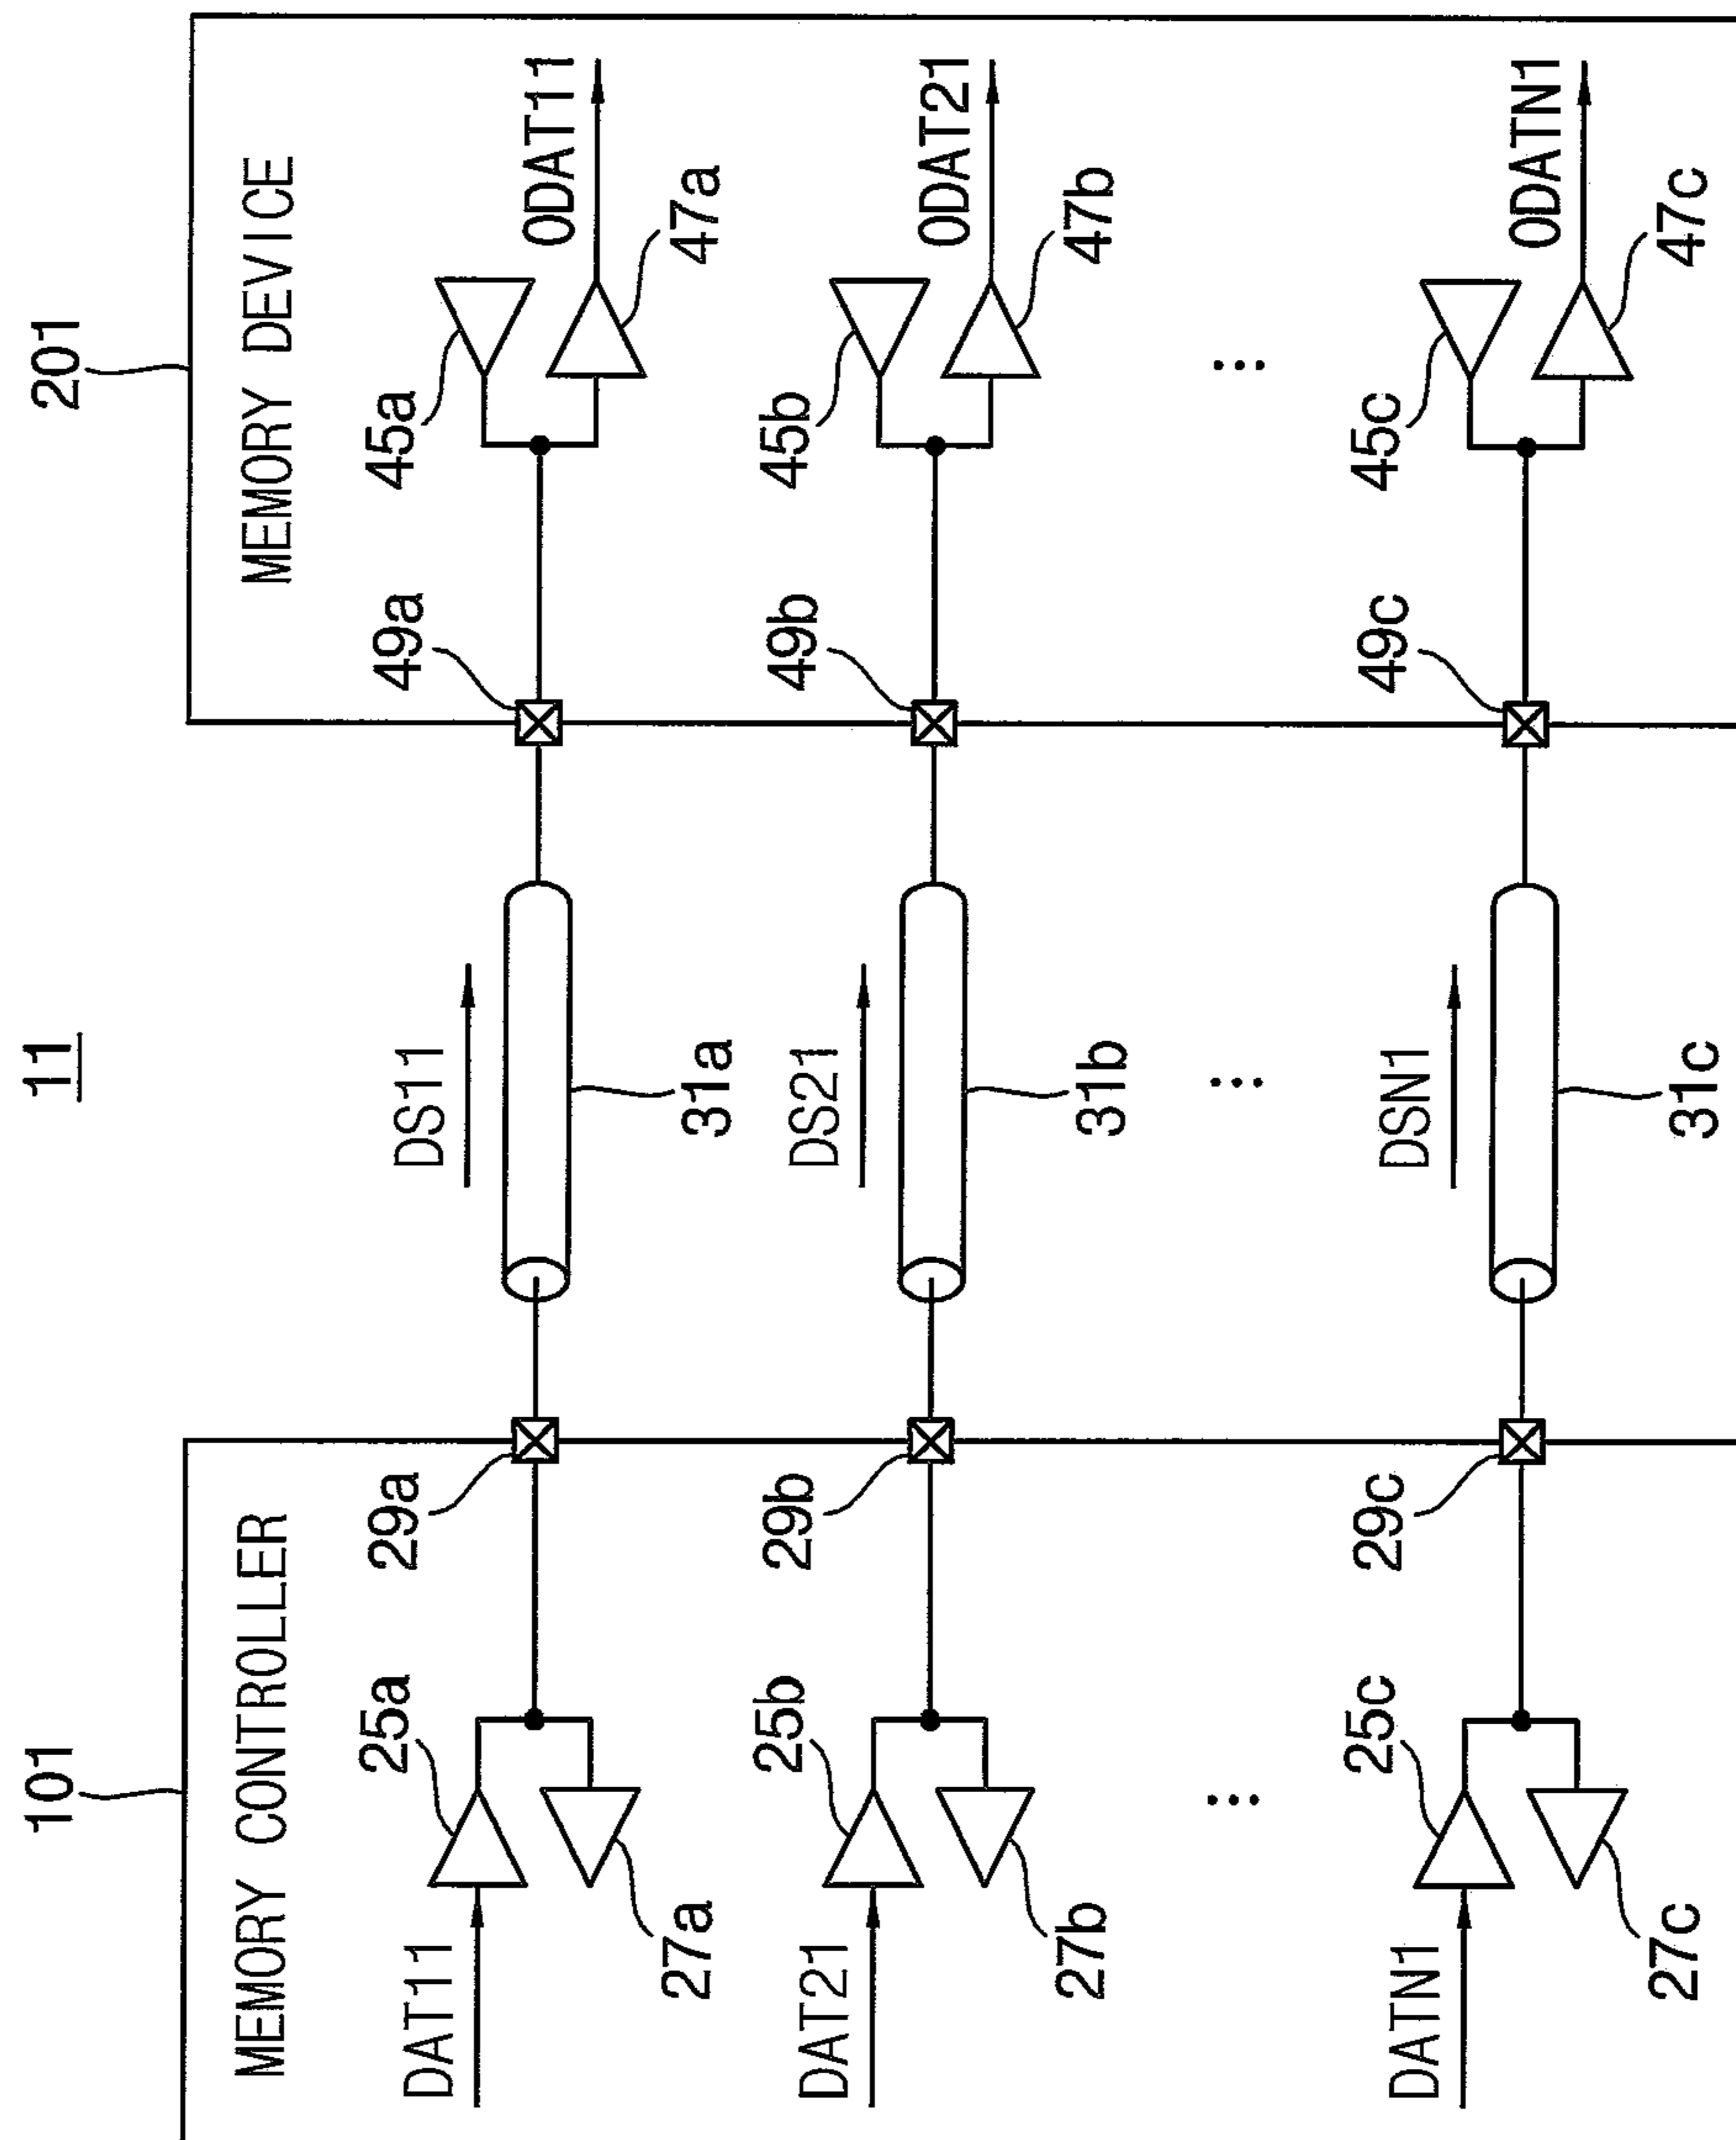 11
101
201
MEMORY CONTROLLER
MEMORY DEVICE
DAT11
25a
27a
29a
DS11
31a
49a
45a
47a
ODAT11
DAT21
25b
27b
29b
DS21
31b
49b
45b
47b
ODAT21
...
...
...
DATN1
25c
27c
29c
DSN1
31c
49c
45c
47c
ODATN1